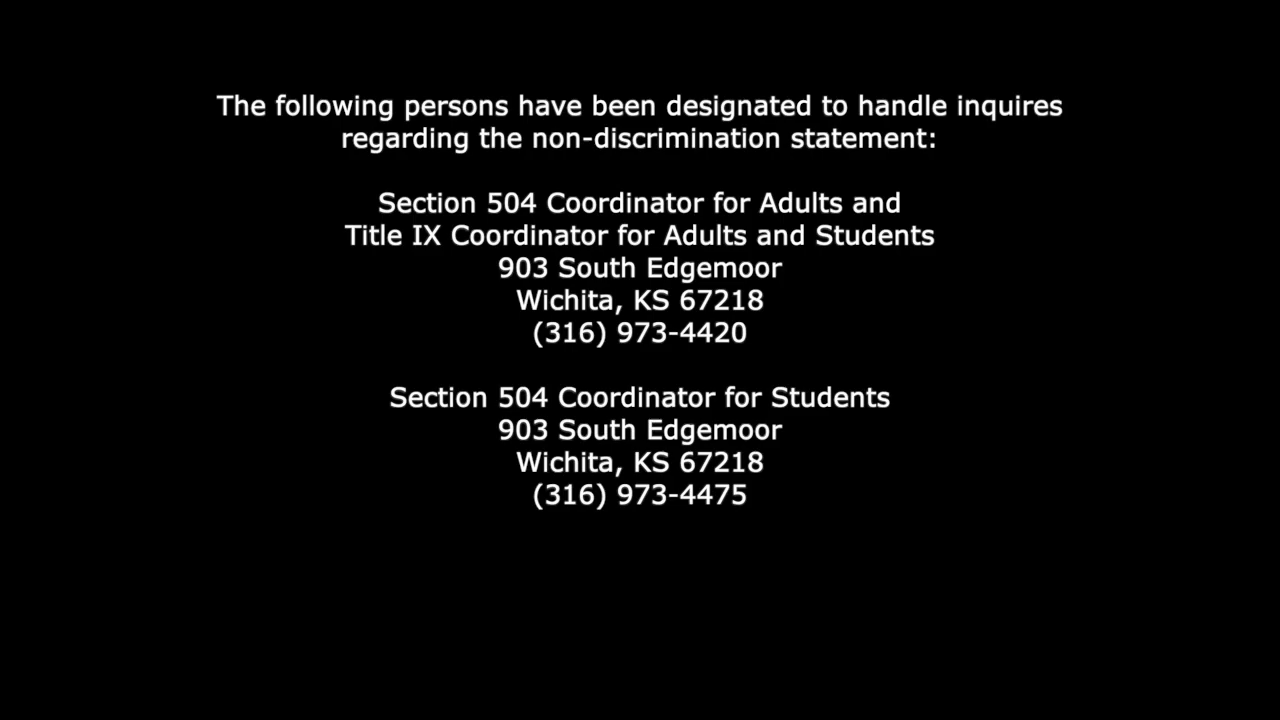 The following persons have been designated to handle inquires
regarding the non-discrimination statement:
Section 504 Coordinator for Adults and
Title IX Coordinator for Adults and Students
903 South Edgemoor
Wichita, KS 67218
(316) 973-4420
Section 504 Coordinator for Students
903 South Edgemoor
Wichita, KS 67218
(316) 973-4475